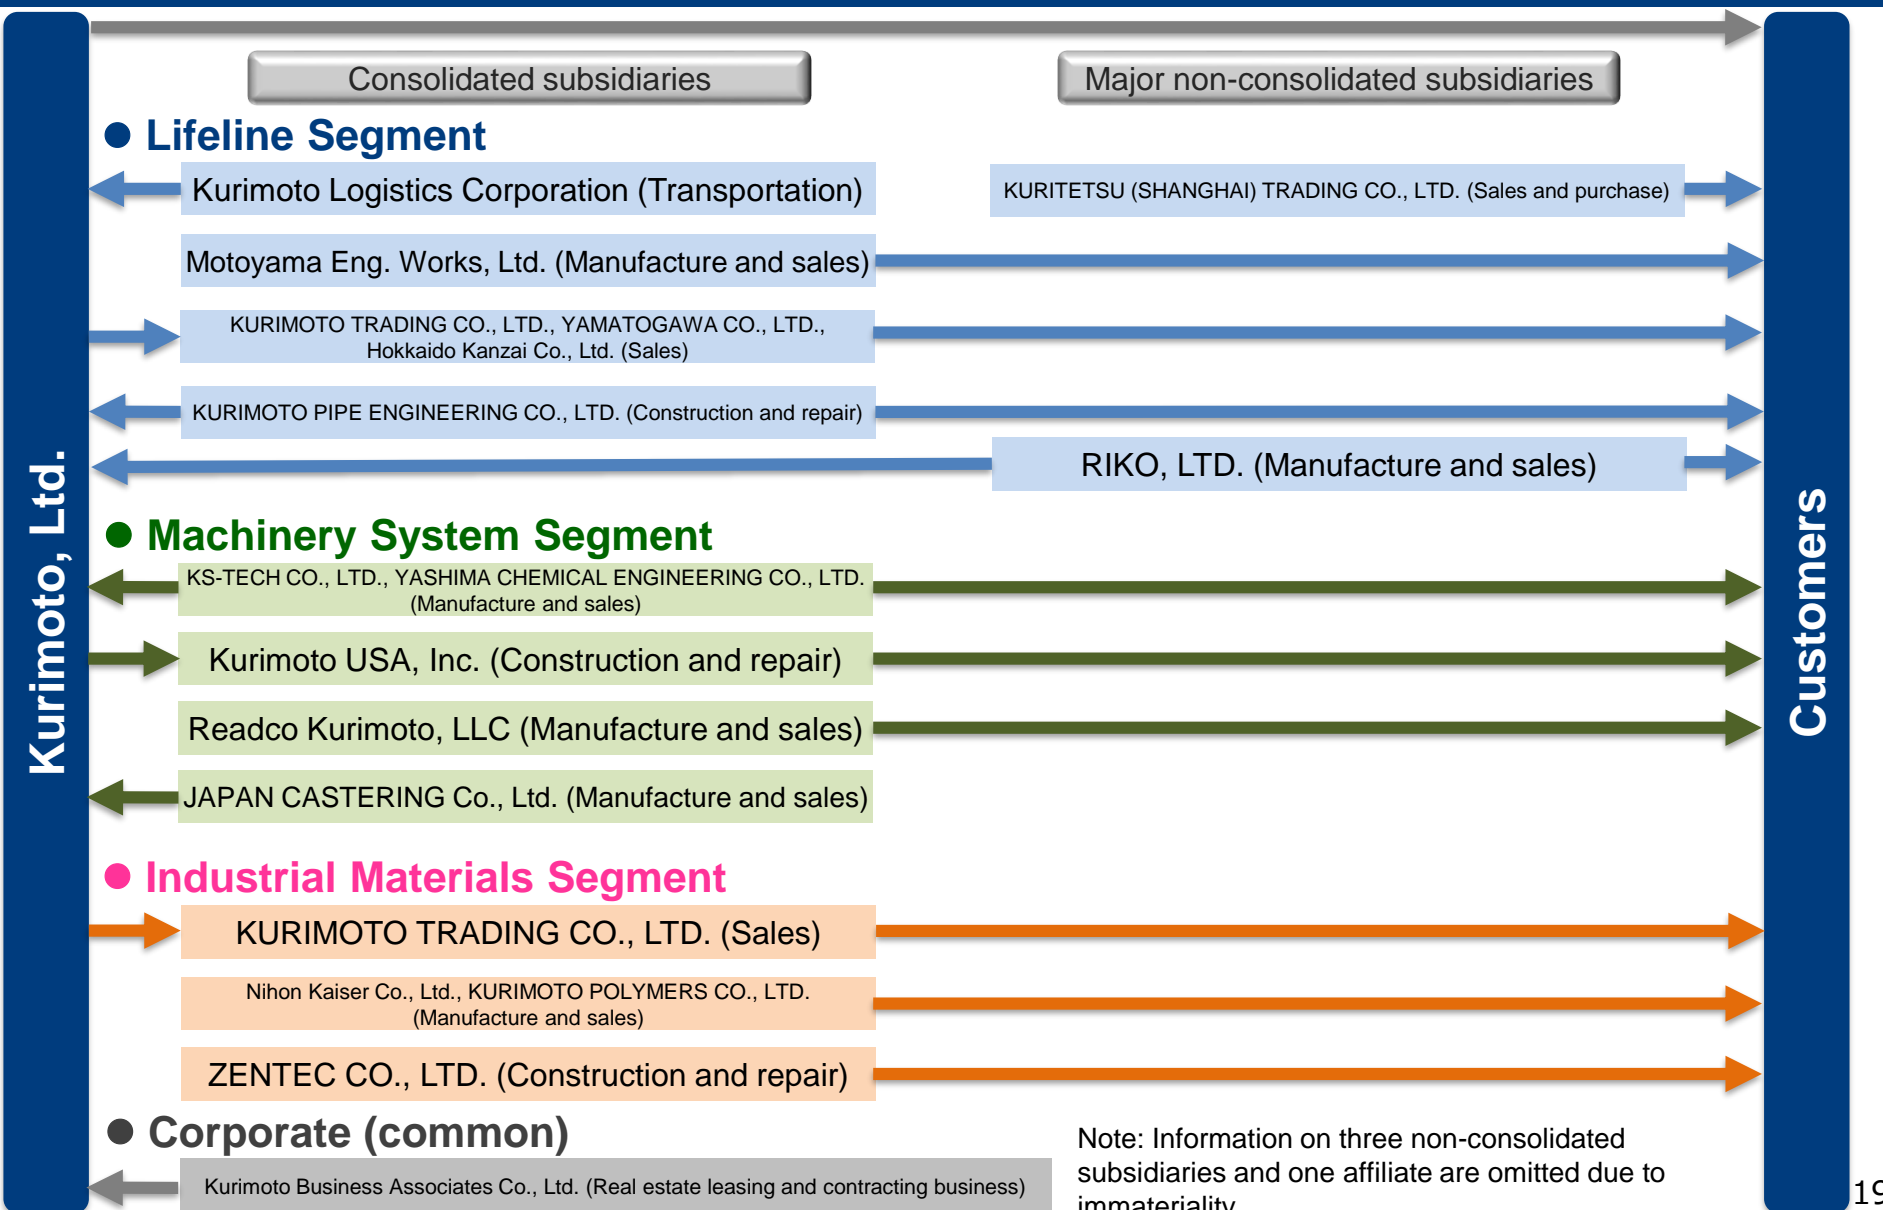 Consolidated subsidiaries
Major non-consolidated subsidiaries
Kurimoto, Ltd.
Customers
● Lifeline Segment
Kurimoto Logistics Corporation (Transportation)
KURITETSU (SHANGHAI) TRADING CO., LTD. (Sales and purchase)
Motoyama Eng. Works, Ltd. (Manufacture and sales)
KURIMOTO TRADING CO., LTD., YAMATOGAWA CO., LTD.,
Hokkaido Kanzai Co., Ltd. (Sales)
KURIMOTO PIPE ENGINEERING CO., LTD. (Construction and repair)
RIKO, LTD. (Manufacture and sales)
● Machinery System Segment
KS-TECH CO., LTD., YASHIMA CHEMICAL ENGINEERING CO., LTD.
(Manufacture and sales)
Kurimoto USA, Inc. (Construction and repair)
Readco Kurimoto, LLC (Manufacture and sales)
JAPAN CASTERING Co., Ltd. (Manufacture and sales)
● Industrial Materials Segment
KURIMOTO TRADING CO., LTD. (Sales)
Nihon Kaiser Co., Ltd., KURIMOTO POLYMERS CO., LTD.
(Manufacture and sales)
ZENTEC CO., LTD. (Construction and repair)
● Corporate (common)
Kurimoto Business Associates Co., Ltd. (Real estate leasing and contracting business)
Note: Information on three non-consolidated
subsidiaries and one affiliate are omitted due to
immateriality
19